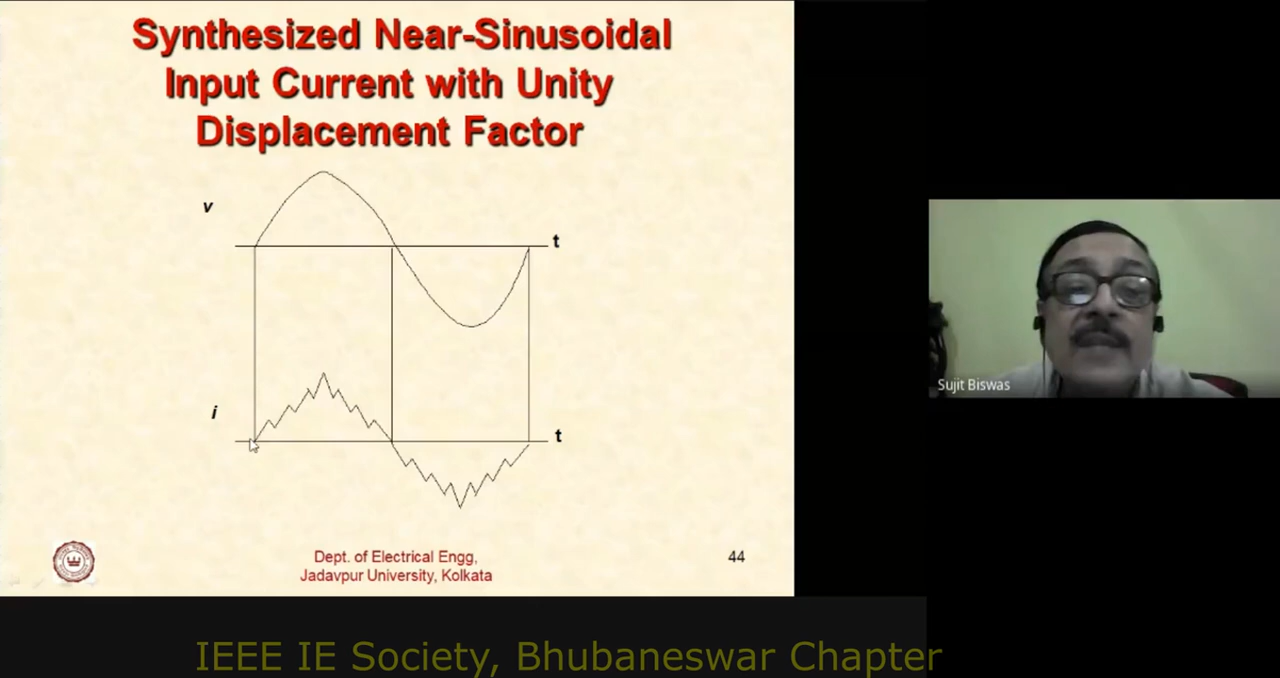 Synthesized Near-Sinusoidal
Input Current with Unity
Displacement Factor
v
t
i
t
Dept. of Electrical Engg,
Jadavpur University, Kolkata
44
Sujit Biswas
IEEE IE Society, Bhubaneswar Chapter